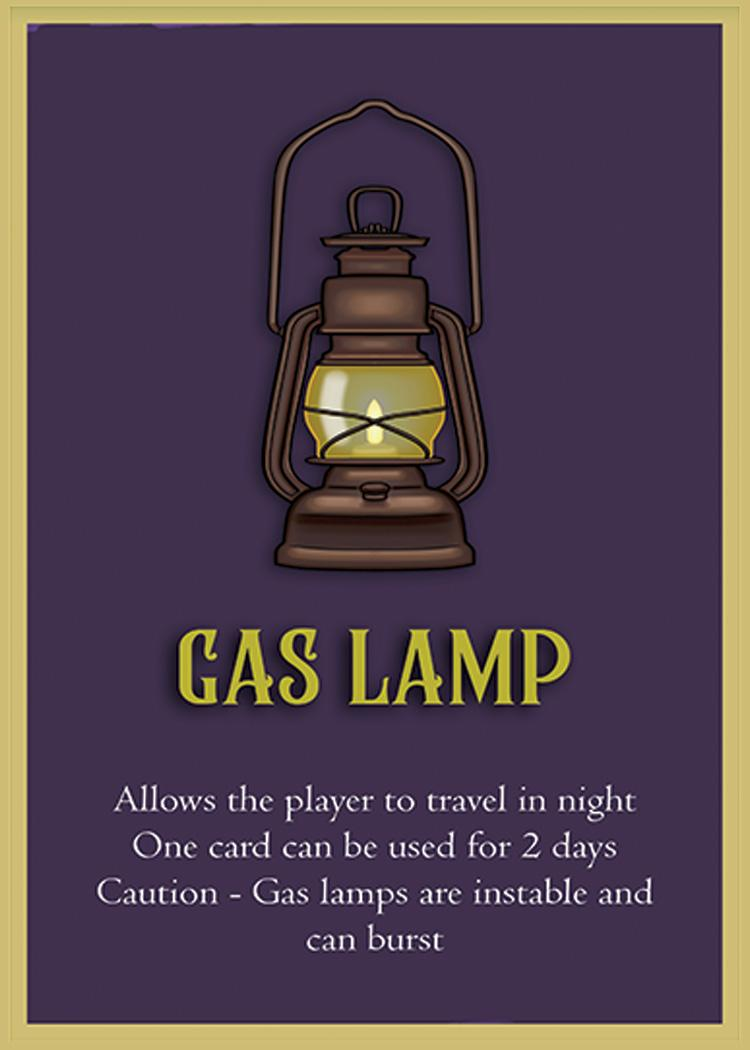 GAS LAMP
Allows the player to travel in night
One card can be used for 2 days
Caution - Gas lamps are instable and
can burst